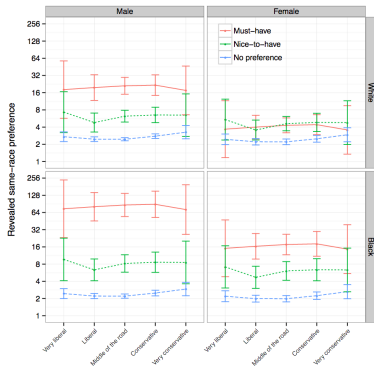 Male
Female
256
128
64
32
16
8
4
2
1
Must-have
Nice-to-have
No preference
White
256
128
64
32
16
8
4
2
1
Black
Revealed same-race preference
Very liberal
Liberal
Middle of the road
Conservative
Very conservative
Very liberal
Liberal
Middle of the road
Conservative
Very conservative